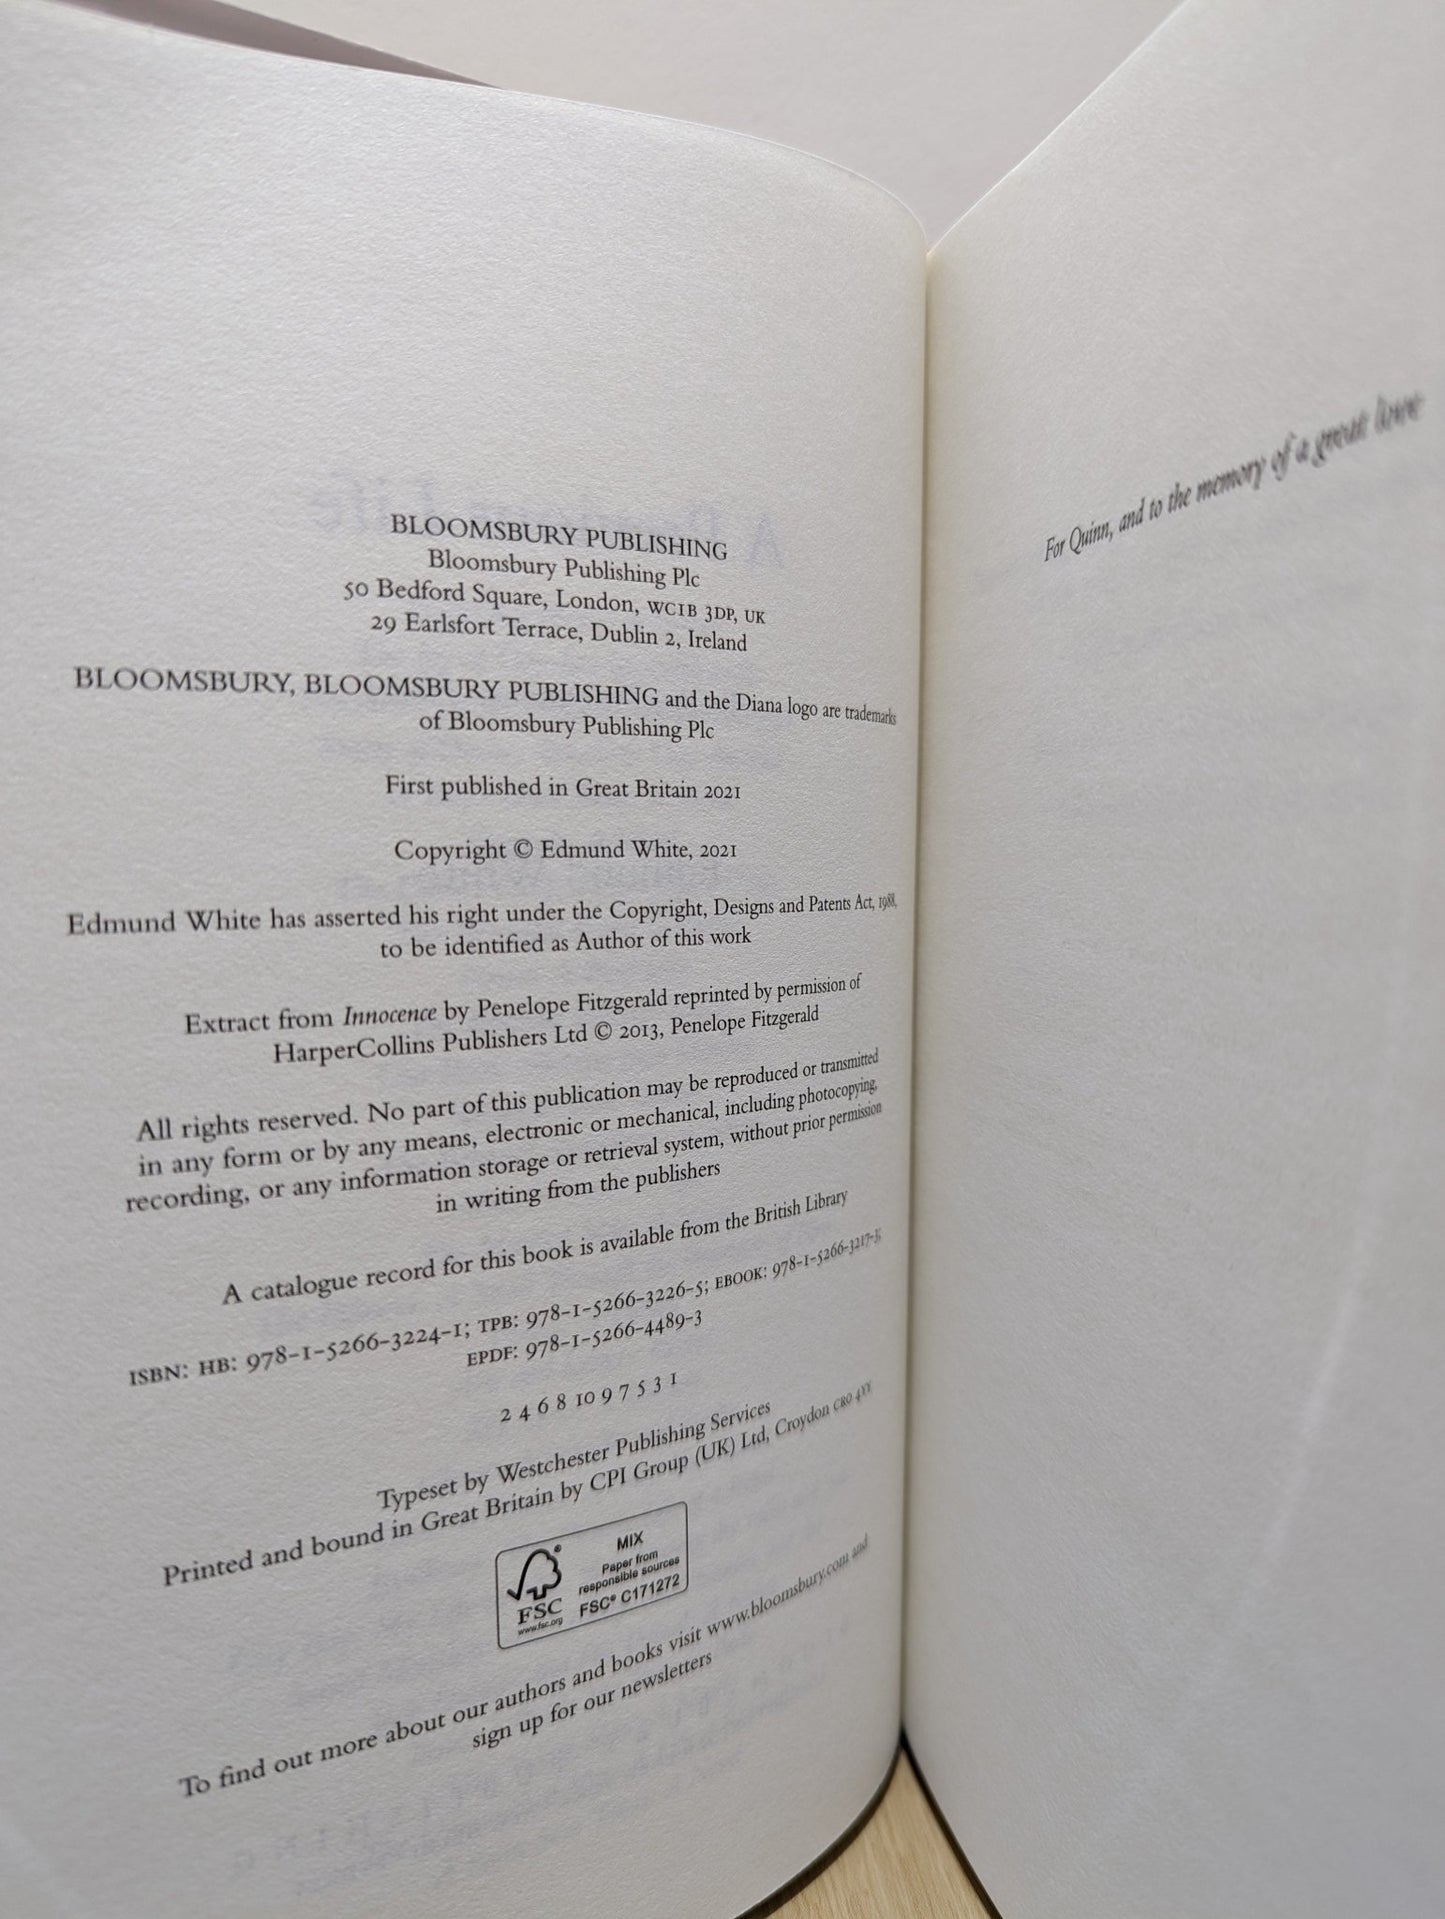 BLOOMSBURY PUBLISHING
Bloomsbury Publishing Plc
50 Bedford Square, London, WC1B 3DP, UK
29 Earlsfort Terrace, Dublin 2, Ireland
BLOOMSBURY, BLOOMSBURY PUBLISHING and the Diana logo are trademarks
of Bloomsbury Publishing Plc
First published in Great Britain 2021
Copyright © Edmund White, 2021
Edmund White has asserted his right under the Copyright, Designs and Patents Act, 1988,
to be identified as Author of this work
Extract from Innocence by Penelope Fitzgerald reprinted by permission of
HarperCollins Publishers Ltd © 2013, Penelope Fitzgerald
All rights reserved. No part of this publication may be reproduced or transmitted
in any form or by any means, electronic or mechanical, including photocopying,
recording, or any information storage or retrieval system, without prior permission
in writing from the publishers
A catalogue record for this book is available from the British Library
ISBN: HB: 978-1-5266-3224-1; TPB: 978-1-5266-3226-5; EBOOK: 978-1-5266-3217-3;
EPDF: 978-1-5266-4489-3
2 4 6 8 10 9 7 5 3 1
Typeset by Westchester Publishing Services
Printed and bound in Great Britain by CPI Group (UK) Ltd, Croydon CR0 4YY
FSC®
www.fsc.org
MIX
Paper from
responsible sources
FSC® C171272
To find out more about our authors and books visit www.bloomsbury.com and
sign up for our newsletters
For Quinn, and to the memory of a great love